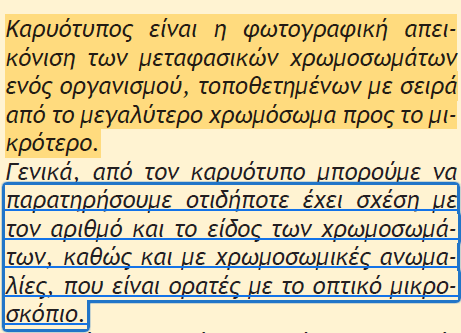 Καρυότυπος είναι η φωτογραφική απει-
κόνιση των μεταφασικών χρωμοσωμάτων
ενός οργανισμού, τοποθετημένων με σειρά
από το μεγαλύτερο χρωμόσωμα προς το μι-
κρότερο.
Γενικά, από τον καρυότυπο μπορούμε να
παρατηρήσουμε οτιδήποτε έχει σχέση με
τον αριθμό και το είδος των χρωμοσωμά-
των, καθώς και με χρωμοσωμικές ανωμα-
λίες, που είναι ορατές με το οπτικό μικρο-
σκόπιο.